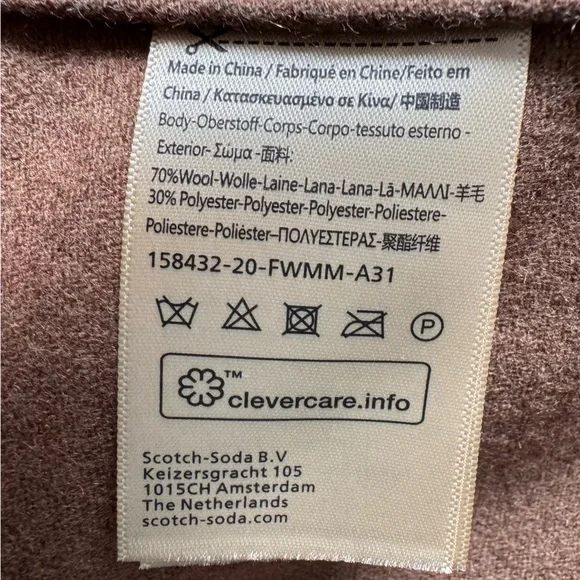 Made in China / Fabriqué en Chine/Feito em
China / Κατασκευασμένο σε Κίνα/ 中国制造
Body-Oberstoff-Corps-Corpo-tessuto esterno -
Exterior- Σώμα -面料:
70%Wool-Wolle-Laine-Lana-Lana-Lã-ΜΑΛΛΙ-羊毛
30% Polyester-Polyester-Polyester-Poliestere-
Poliestere-Poliéster–ΠΟΛΥΕΣΤΕΡΑΣ-聚酯纤维
158432-20-FWMM-A31
P
™ clevercare.info
Scotch-Soda B.V
Keizersgracht 105
1015CH Amsterdam
The Netherlands
scotch-soda.com